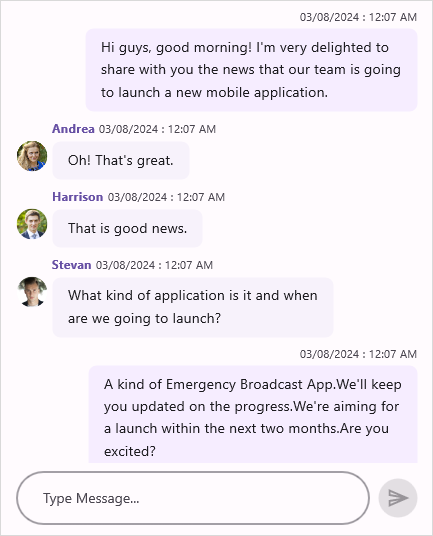 03/08/2024 : 12:07 AM
Hi guys, good morning! I'm very delighted to
share with you the news that our team is going
to launch a new mobile application.
Andrea 03/08/2024 : 12:07 AM
Oh! That's great.
Harrison 03/08/2024 : 12:07 AM
That is good news.
Stevan 03/08/2024 : 12:07 AM
What kind of application is it and when
are we going to launch?
03/08/2024 : 12:07 AM
A kind of Emergency Broadcast App.We'll keep
you updated on the progress.We're aiming for
a launch within the next two months.Are you
excited?
Type Message...